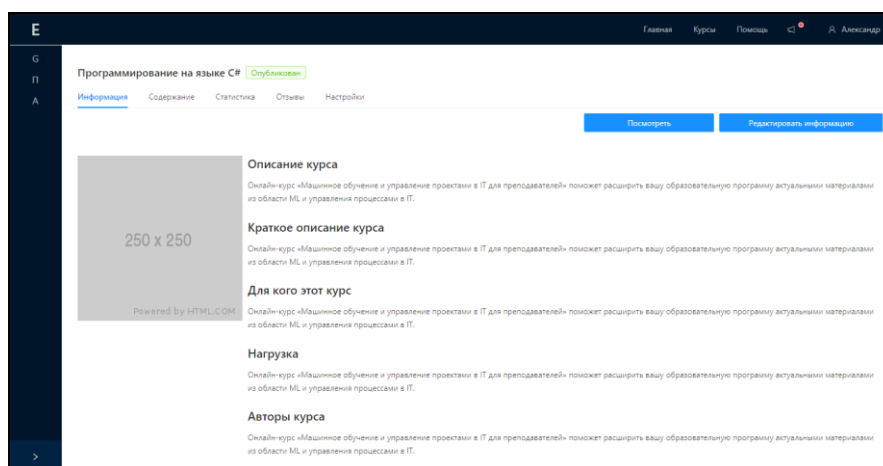 E
Главная Курсы Помощь Александр
G
П
А
Программирование на языке C# Опубликован
Информация Содержание Статистика Отзывы Настройки
Посмотреть Редактировать информацию
250 x 250
Powered by HTML.COM
Описание курса
Онлайн-курс «Машинное обучение и управление проектами в IT для преподавателей» поможет расширить вашу образовательную программу актуальными материалами
из области ML и управления процессами в IT.
Краткое описание курса
Онлайн-курс «Машинное обучение и управление проектами в IT для преподавателей» поможет расширить вашу образовательную программу актуальными материалами
из области ML и управления процессами в IT.
Для кого этот курс
Онлайн-курс «Машинное обучение и управление проектами в IT для преподавателей» поможет расширить вашу образовательную программу актуальными материалами
из области ML и управления процессами в IT.
Нагрузка
Онлайн-курс «Машинное обучение и управление проектами в IT для преподавателей» поможет расширить вашу образовательную программу актуальными материалами
из области ML и управления процессами в IT.
Авторы курса
Онлайн-курс «Машинное обучение и управление проектами в IT для преподавателей» поможет расширить вашу образовательную программу актуальными материалами
из области ML и управления процессами в IT.